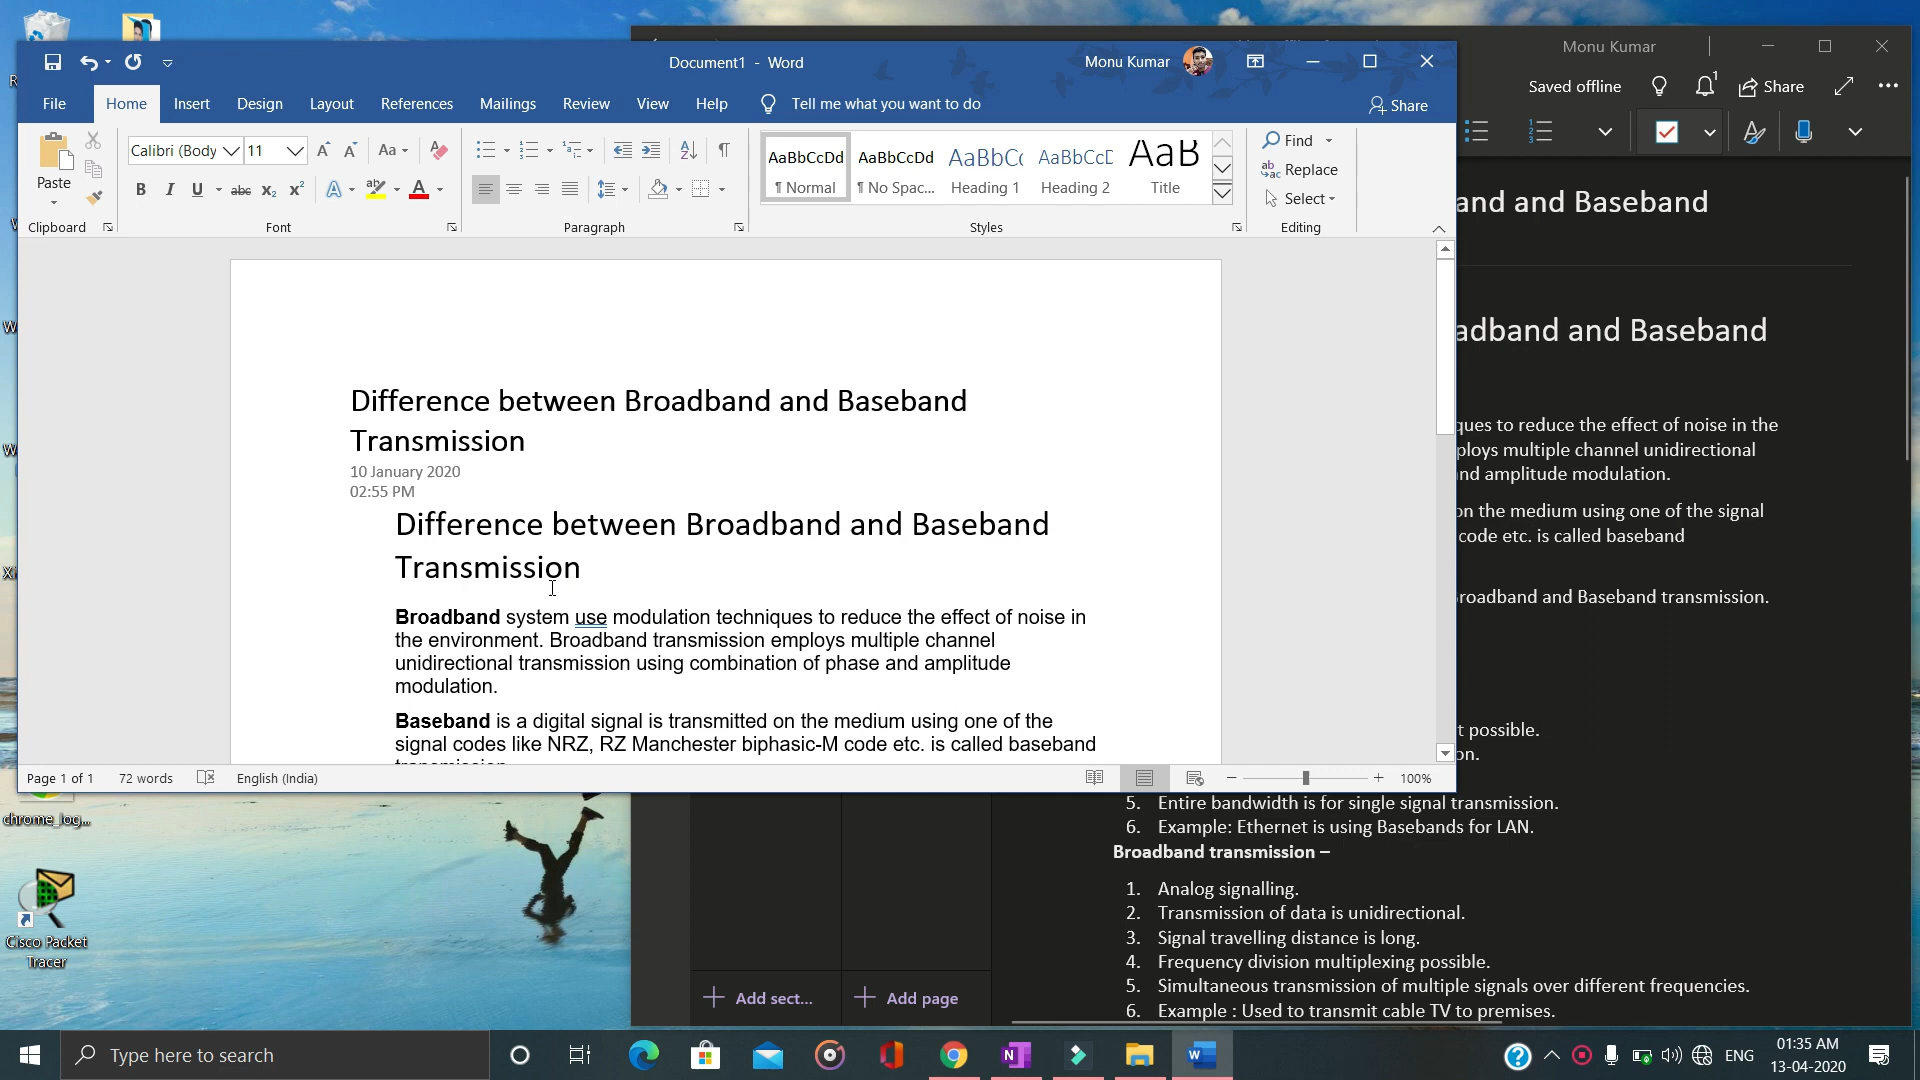 Document1 - Word
Monu Kumar
File Home Insert Design Layout References Mailings Review View Help Tell me what you want to do
Share
Paste
Clipboard
Calibri (Body 11
Aa
B I U abc x₂ x² A A
Font
Paragraph
AaBbCcDd AaBbCcDd AaBbCc AaBbCcD AaB
¶ Normal ¶ No Spac... Heading 1 Heading 2 Title
Styles
Find
Replace
Select
Editing
Difference between Broadband and Baseband
Transmission
10 January 2020
02:55 PM
Difference between Broadband and Baseband
Transmission
Broadband system use modulation techniques to reduce the effect of noise in
the environment. Broadband transmission employs multiple channel
unidirectional transmission using combination of phase and amplitude
modulation.
Baseband is a digital signal is transmitted on the medium using one of the
signal codes like NRZ, RZ Manchester biphasic-M code etc. is called baseband
Page 1 of 1 72 words English (India) 100%
Monu Kumar
Saved offline 1 Share
and and Baseband
adband and Baseband
ques to reduce the effect of noise in the
ploys multiple channel unidirectional
nd amplitude modulation.
on the medium using one of the signal
code etc. is called baseband
roadband and Baseband transmission.
t possible.
on.
5. Entire bandwidth is for single signal transmission.
6. Example: Ethernet is using Basebands for LAN.
Broadband transmission –
1. Analog signalling.
2. Transmission of data is unidirectional.
3. Signal travelling distance is long.
4. Frequency division multiplexing possible.
5. Simultaneous transmission of multiple signals over different frequencies.
6. Example : Used to transmit cable TV to premises.
Add sect... Add page
chrome_log...
Cisco Packet
Tracer
Type here to search
ENG
01:35 AM
13-04-2020